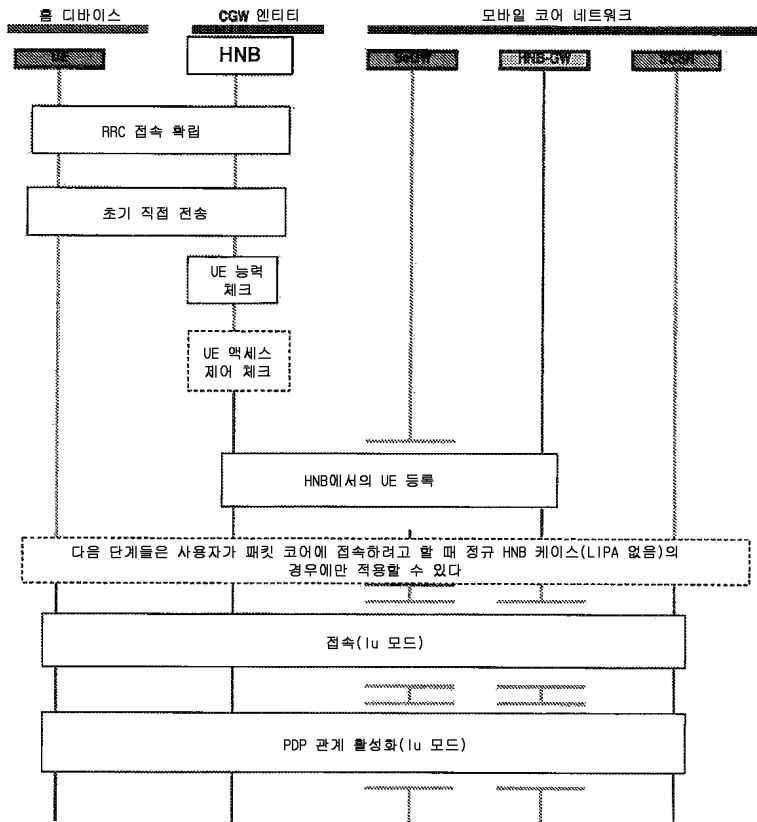 홈 디바이스 CGW 엔티티 모바일 코어 네트워크
UE HNB SeGW HNB-GW SGSN
RRC 접속 확립
초기 직접 전송
UE 능력
체크
UE 액세스
제어 체크
HNB에서의 UE 등록
다음 단계들은 사용자가 패킷 코어에 접속하려고 할 때 정규 HNB 케이스(LIPA 없음)의
경우에만 적용할 수 있다
접속(Iu 모드)
PDP 관계 활성화(Iu 모드)